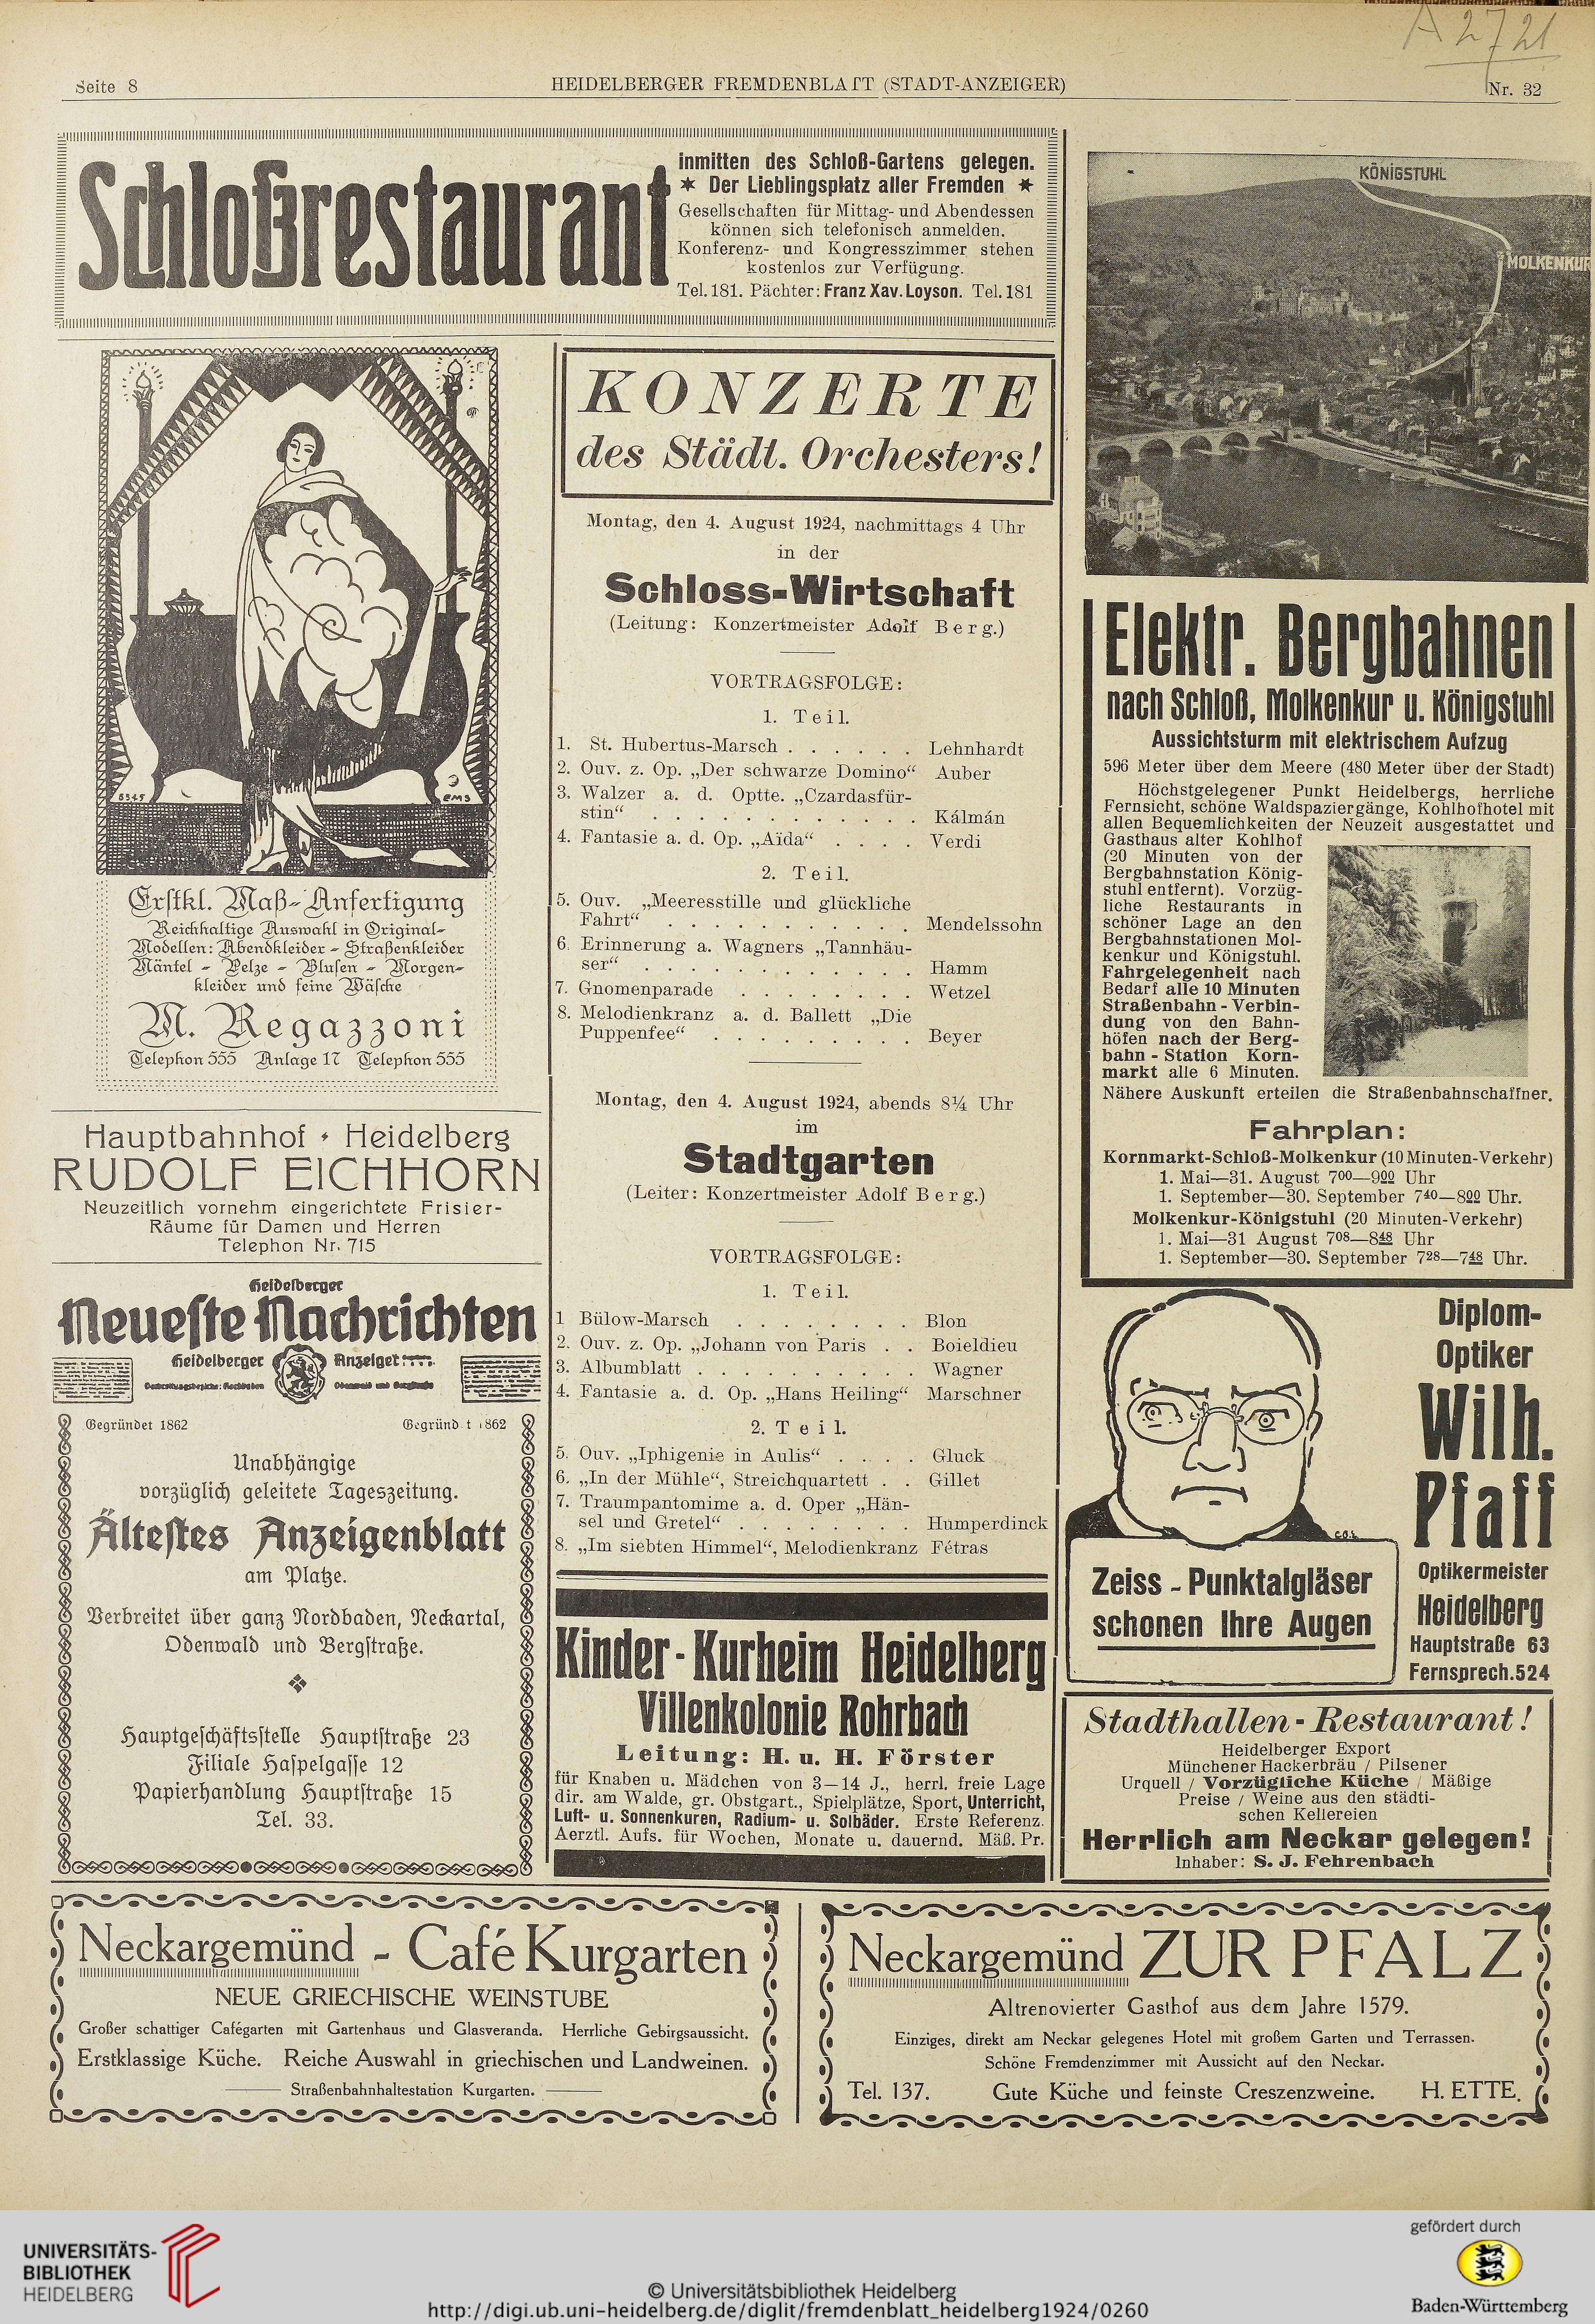 A 2721
Seite 8
HEIDELBERGER FREMDENBLATT (STADT-ANZEIGER)
Nr. 32
Schloßrestaurant
inmitten des Schloß-Gartens gelegen.
* Der Lieblingsplatz aller Fremden *
Gesellschaften für Mittag- und Abendessen
können sich telefonisch anmelden.
Konferenz- und Kongresszimmer stehen
kostenlos zur Verfügung.
Tel. 181. Pächter: Franz Xav. Loyson. Tel. 181
EMS
Erstkl. Maß-Anfertigung
Reichhaltige Auswahl in Original-
Modellen: Abendkleider - Straßenkleider
Mäntel - Pelze - Blusen - Morgen-
kleider und feine Wäsche
M. Regazzoni
Telephon 555 Anlage 17 Telephon 555
Hauptbahnhof * Heidelberg
RUDOLF EICHHORN
Neuzeitlich vornehm eingerichtete Frisier-
Räume für Damen und Herren
Telephon Nr. 715
Heidelberger
Neueste Nachrichten
Heidelberger Anzeiger
Gegründet 1862
Gegründ t 1862
Unabhängige
vorzüglich geleitete Tageszeitung.
Ältestes Anzeigenblatt
am Platze.
Verbreitet über ganz Nordbaden, Neckartal,
Odenwald und Bergstraße.
Hauptgeschäftsstelle Hauptstraße 23
Filiale Haspelgasse 12
Papierhandlung Hauptstraße 15
Tel. 33.
KONZERTE
des Städt. Orchesters!
Montag, den 4. August 1924, nachmittags 4 Uhr
in der
Schloss-Wirtschaft
(Leitung: Konzertmeister Adolf Berg.)
VORTRAGSFOLGE:
1. Teil.
1. St. Hubertus-Marsch . . . . . . Lehnhardt
2. Ouv. z. Op. „Der schwarze Domino“ Auber
3. Walzer a. d. Optte. „Czardasfür-
stin“ . . . . . . . . . . . . Kálmán
4. Fantasie a. d. Op. „Aïda“ . . . . Verdi
2. Teil.
5. Ouv. „Meeresstille und glückliche
Fahrt“ . . . . . . . . . . . Mendelssohn
6. Erinnerung a. Wagners „Tannhäu-
ser“ . . . . . . . . . . . . Hamm
7. Gnomenparade . . . . . . . . Wetzel
8. Melodienkranz a. d. Ballett „Die
Puppenfee“ . . . . . . . . . Beyer
Montag, den 4. August 1924, abends 8¼ Uhr
im
Stadtgarten
(Leiter: Konzertmeister Adolf Berg.)
VORTRAGSFOLGE:
1. Teil.
1 Bülow-Marsch . . . . . . . . Blon
2. Ouv. z. Op. „Johann von Paris . . Boieldieu
3. Albumblatt . . . . . . . . . . Wagner
4. Fantasie a. d. Op. „Hans Heiling“ Marschner
2. Teil.
5. Ouv. „Iphigenie in Aulis“ . . . . Gluck
6. „In der Mühle“, Streichquartett . . Gillet
7. Traumpantomime a. d. Oper „Hän-
sel und Gretel“ . . . . . . . . Humperdinck
8. „Im siebten Himmel“, Melodienkranz Fétras
Kinder-Kurheim Heidelberg
Villenkolonie Rohrbach
Leitung: H. u. H. Förster
für Knaben u. Mädchen von 3—14 J., herrl. freie Lage
dir. am Walde, gr. Obstgart., Spielplätze, Sport, Unterricht,
Luft- u. Sonnenkuren, Radium- u. Solbäder. Erste Referenz.
Aerztl. Aufs. für Wochen, Monate u. dauernd. Mäß. Pr.
KÖNIGSTUHL
MOLKENKUR
Elektr. Bergbahnen
nach Schloß, Molkenkur u. Königstuhl
Aussichtsturm mit elektrischem Aufzug
596 Meter über dem Meere (480 Meter über der Stadt)
Höchstgelegener Punkt Heidelbergs, herrliche
Fernsicht, schöne Waldspaziergänge, Kohlhofhotel mit
allen Bequemlichkeiten der Neuzeit ausgestattet und
Gasthaus alter Kohlhof
(20 Minuten von der
Bergbahnstation König-
stuhl entfernt). Vorzüg-
liche Restaurants in
schöner Lage an den
Bergbahnstationen Mol-
kenkur und Königstuhl.
Fahrgelegenheit nach
Bedarf alle 10 Minuten
Straßenbahn-Verbin-
dung von den Bahn-
höfen nach der Berg-
bahn-Station Korn-
markt alle 6 Minuten.
Nähere Auskunft erteilen die Straßenbahnschaffner.
Fahrplan:
Kornmarkt-Schloß-Molkenkur (10 Minuten-Verkehr)
1. Mai—31. August 7⁰⁰—9⁰⁰ Uhr
1. September—30. September 7⁴⁰—8⁰⁰ Uhr.
Molkenkur-Königstuhl (20 Minuten-Verkehr)
1. Mai—31 August 7⁰⁸—8⁴⁸ Uhr
1. September—30. September 7²⁸—7⁴⁸ Uhr.
Diplom-
Optiker
Wilh.
Pfaff
Optikermeister
Heidelberg
Hauptstraße 63
Fernsprech. 524
Zeiss - Punktalgläser
schonen Ihre Augen
Stadthallen-Restaurant!
Heidelberger Export
Münchener Hackerbräu / Pilsener
Urquell / Vorzügliche Küche / Mäßige
Preise / Weine aus den städti-
schen Kellereien
Herrlich am Neckar gelegen!
Inhaber: S. J. Fehrenbach
Neckargemünd - Café Kurgarten
NEUE GRIECHISCHE WEINSTUBE
Großer schattiger Cafégarten mit Gartenhaus und Glasveranda. Herrliche Gebirgsaussicht.
Erstklassige Küche. Reiche Auswahl in griechischen und Landweinen.
Straßenbahnhaltestation Kurgarten.
Neckargemünd ZUR PFALZ
Altrenovierter Gasthof aus dem Jahre 1579.
Einziges, direkt am Neckar gelegenes Hotel mit großem Garten und Terrassen.
Schöne Fremdenzimmer mit Aussicht auf den Neckar.
Tel. 137. Gute Küche und feinste Creszenzweine. H. ETTE.
UNIVERSITÄTS-
BIBLIOTHEK
HEIDELBERG
© Universitätsbibliothek Heidelberg
http://digi.ub.uni-heidelberg.de/diglit/fremdenblatt_heidelberg1924/0260
gefördert durch
Baden-Württemberg